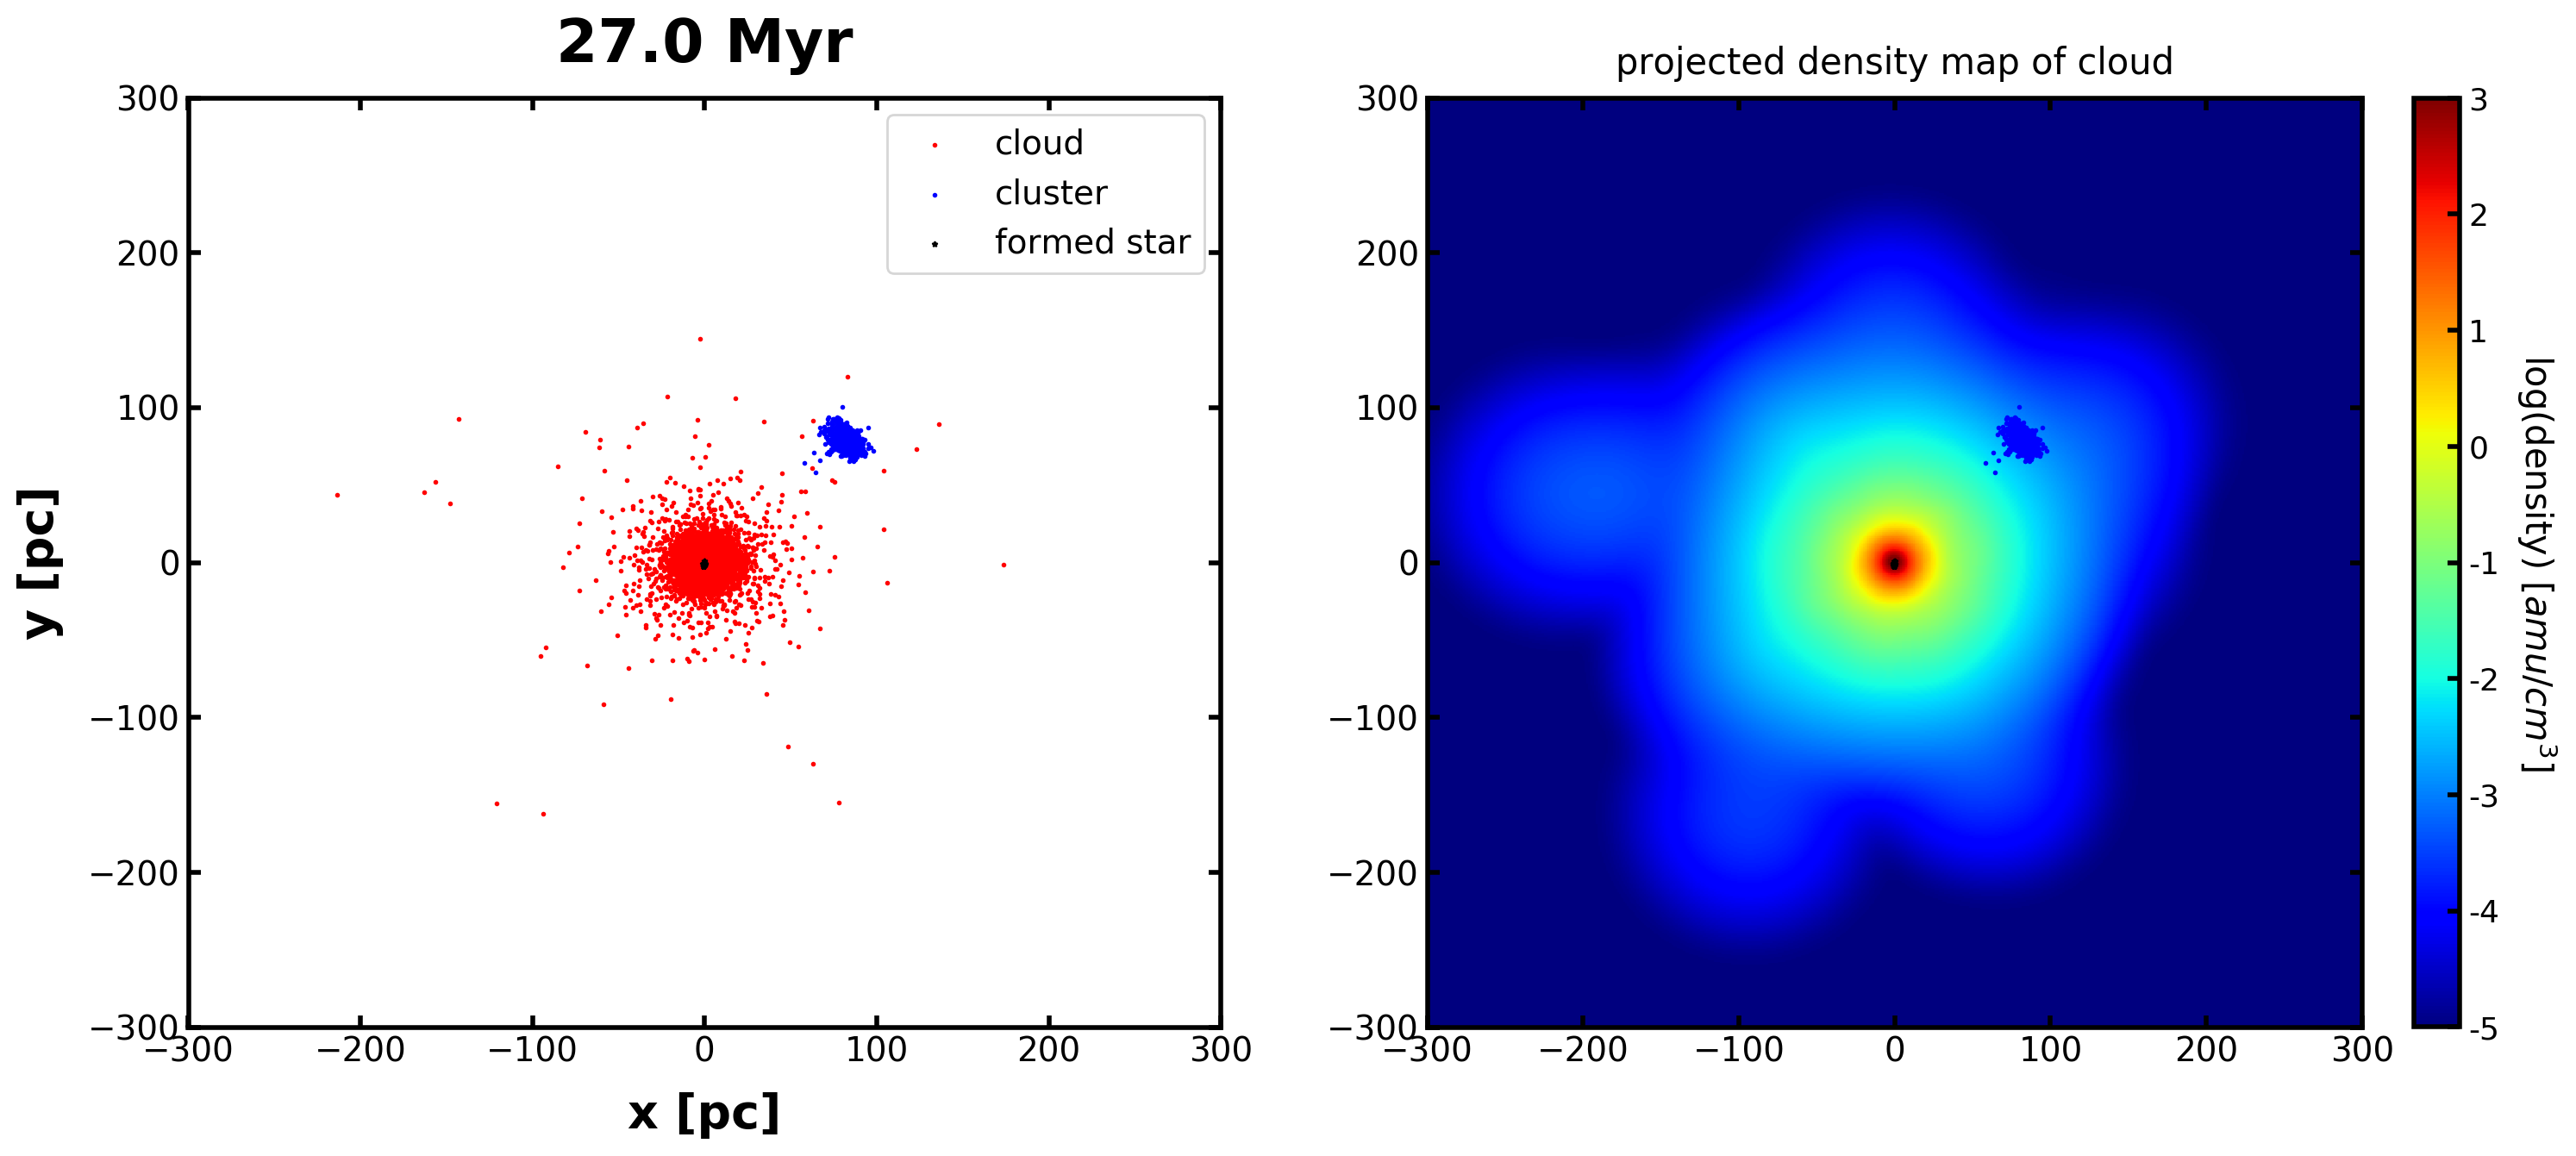 27.0 Myr
projected density map of cloud
cloud
cluster
formed star
300
200
100
0
−100
−200
−300
y [pc]
−300 −200 −100 0 100 200 300
x [pc]
300
200
100
0
−100
−200
−300
−300 −200 −100 0 100 200 300
3
2
1
0
-1
-2
-3
-4
-5
log(density) [amu/cm³]